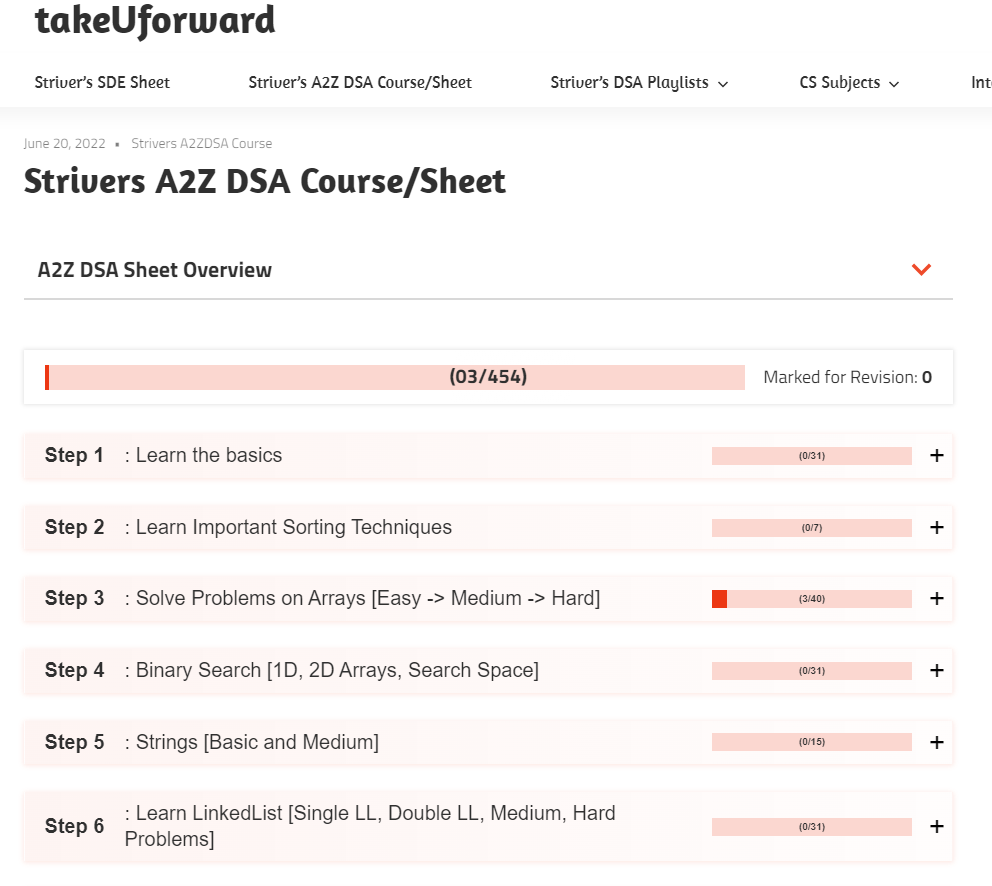 takeUforward
Striver's SDE Sheet Striver's A2Z DSA Course/Sheet Striver's DSA Playlists CS Subjects
June 20, 2022 • Strivers A2ZDSA Course
Strivers A2Z DSA Course/Sheet
A2Z DSA Sheet Overview
(03/454) Marked for Revision: 0
Step 1 : Learn the basics (0/31) +
Step 2 : Learn Important Sorting Techniques (0/7) +
Step 3 : Solve Problems on Arrays [Easy -> Medium -> Hard] (3/40) +
Step 4 : Binary Search [1D, 2D Arrays, Search Space] (0/31) +
Step 5 : Strings [Basic and Medium] (0/15) +
Step 6 : Learn LinkedList [Single LL, Double LL, Medium, Hard
Problems] (0/31) +